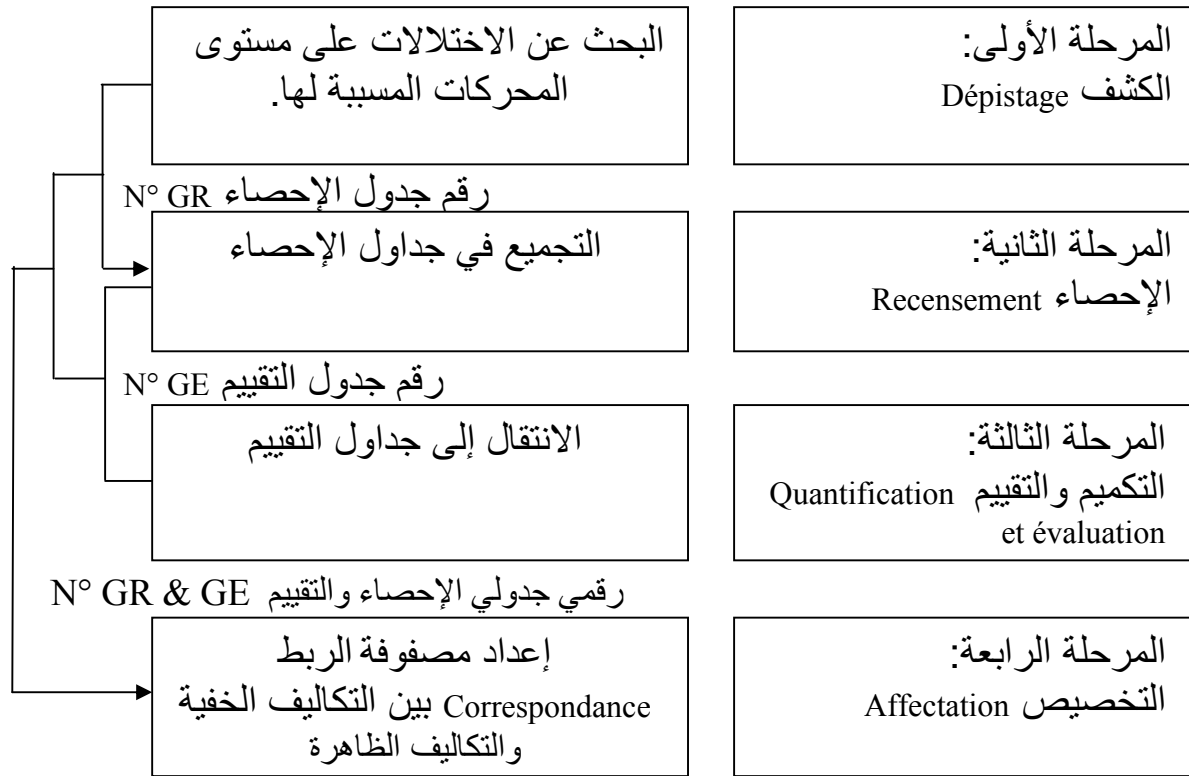 المرحلة الأولى:
الكشف Dépistage
البحث عن الاختلالات على مستوى
المحركات المسببة لها.
رقم جدول الإحصاء N° GR
المرحلة الثانية:
الإحصاء Recensement
التجميع في جداول الإحصاء
رقم جدول التقييم N° GE
المرحلة الثالثة:
التكميم والتقييم Quantification
et évaluation
الانتقال إلى جداول التقييم
رقمي جدولي الإحصاء والتقييم N° GR & GE
المرحلة الرابعة:
التخصيص Affectation
إعداد مصفوفة الربط
Correspondance بين التكاليف الخفية
والتكاليف الظاهرة